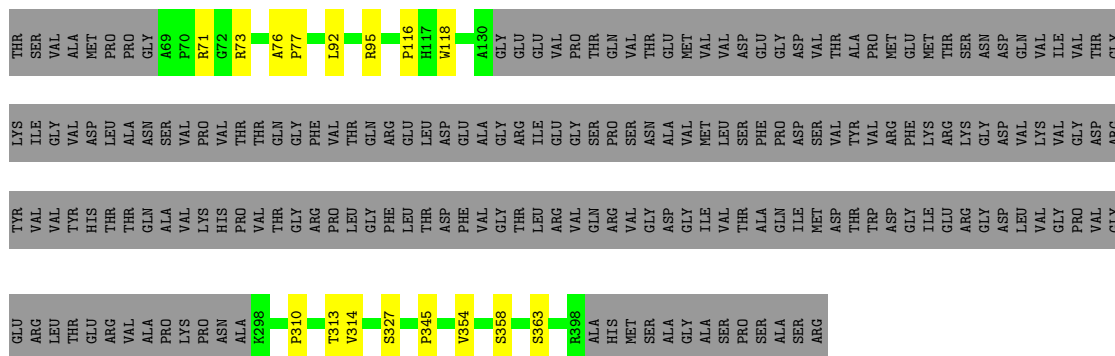 THR SER VAL ALA MET PRO PRO GLY A69 P70 R71 G72 R73 A76 P77 L92 R95 P116 H117 W118 A130 GLY GLU GLU VAL PRO THR GLN VAL THR GLU MET VAL VAL ASP GLU GLY ASP VAL THR ALA PRO MET GLU MET THR SER ASN ASP GLN VAL ILE VAL THR GLY
LYS ILE GLY VAL ASP LEU ALA ASN SER VAL PRO VAL THR THR GLN GLY PHE VAL THR GLN ARG GLU LEU ASP GLU ALA GLY ARG ILE GLU GLY SER PRO SER ASN ALA VAL MET LEU SER PHE PRO ASP SER VAL TYR VAL ARG PHE LYS ARG LYS GLY ASP VAL LYS VAL GLY ASP ARG
TYR VAL VAL TYR HIS THR THR GLN ALA VAL LYS HIS PRO VAL THR GLY ARG PRO LEU GLY PHE LEU THR ASP PHE VAL GLY THR LEU ARG VAL GLN ARG VAL GLY ASP GLY ILE VAL THR ALA GLN ILE MET ASP THR TRP ASP GLY ILE GLU ARG GLY ASP LEU VAL GLY PRO VAL GLY
GLU ARG LEU THR GLU ARG VAL ALA PRO LYS PRO ASN ALA K298 P310 T313 V314 S327 P345 V354 S358 S363 R398 ALA HIS MET SER ALA GLY ALA SER PRO SER ALA SER ARG